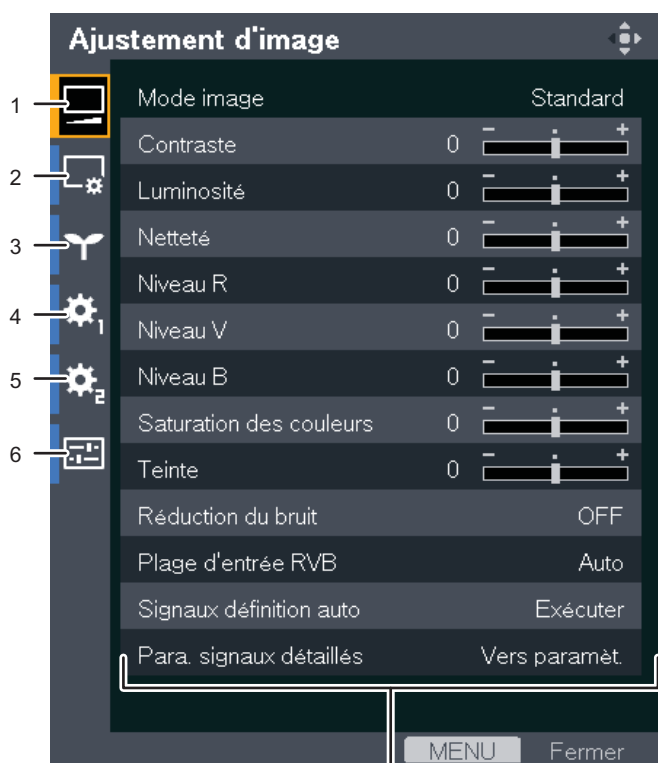 Ajustement d'image
1
Mode image Standard
Contraste 0 - +
2
Luminosité 0 - +
3
Netteté 0 - +
Niveau R 0 - +
4
1
Niveau V 0 - +
5
2
Niveau B 0 - +
Saturation des couleurs 0 - +
6
Teinte 0 - +
Réduction du bruit OFF
Plage d'entrée RVB Auto
Signaux définition auto Exécuter
Para. signaux détaillés Vers paramèt.
MENU Fermer